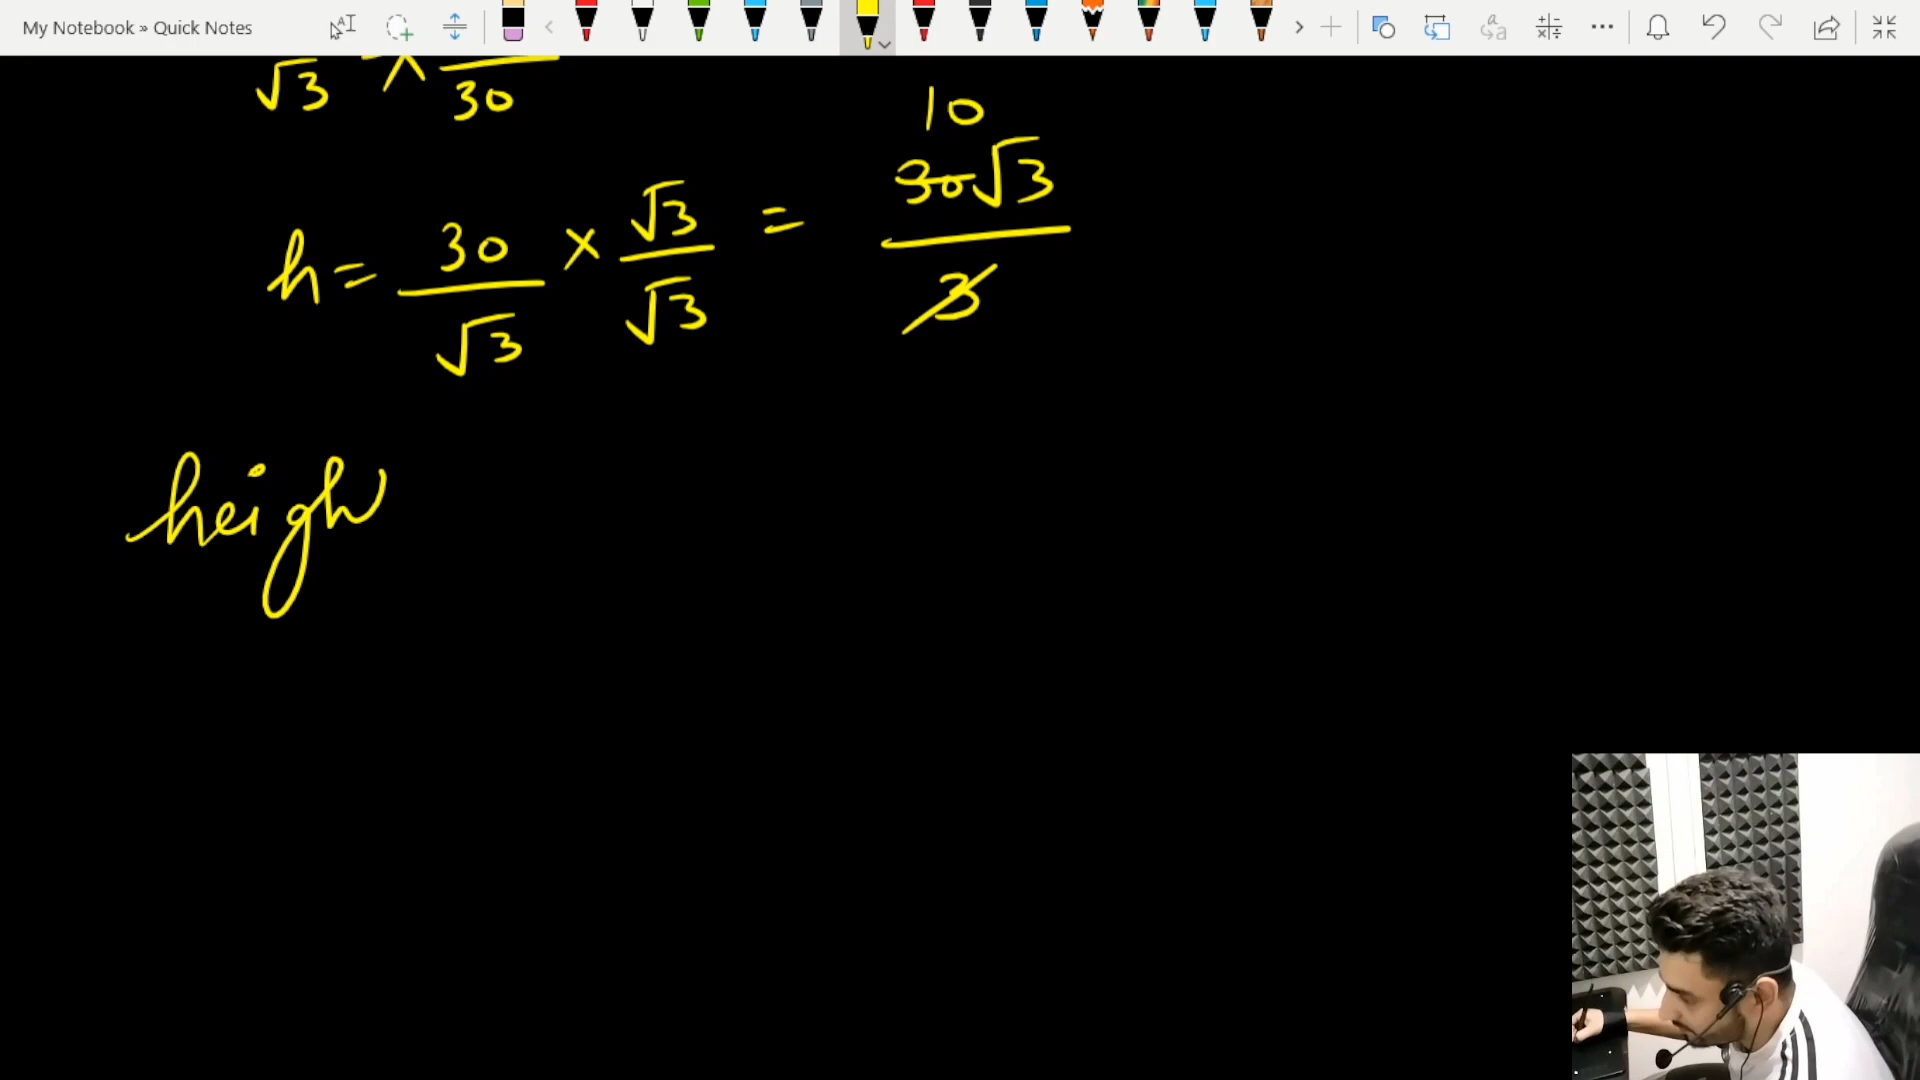 My Notebook » Quick Notes
√3 × 30
h = 30/√3 × √3/√3 = 30√3/3
10
heigh